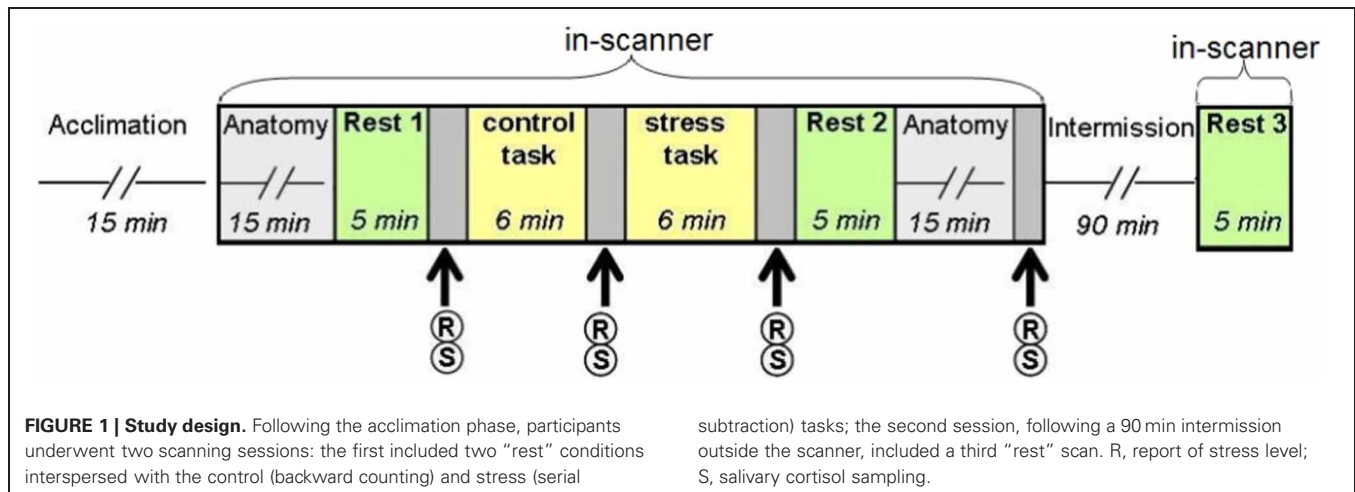 in-scanner
in-scanner
Acclimation
Anatomy
Rest 1
control
task
stress
task
Rest 2
Anatomy
Intermission
Rest 3
15 min
15 min
5 min
6 min
6 min
5 min
15 min
90 min
5 min
R
S
R
S
R
S
R
S
FIGURE 1 | Study design. Following the acclimation phase, participants
underwent two scanning sessions: the first included two “rest” conditions
interspersed with the control (backward counting) and stress (serial
subtraction) tasks; the second session, following a 90 min intermission
outside the scanner, included a third “rest” scan. R, report of stress level;
S, salivary cortisol sampling.